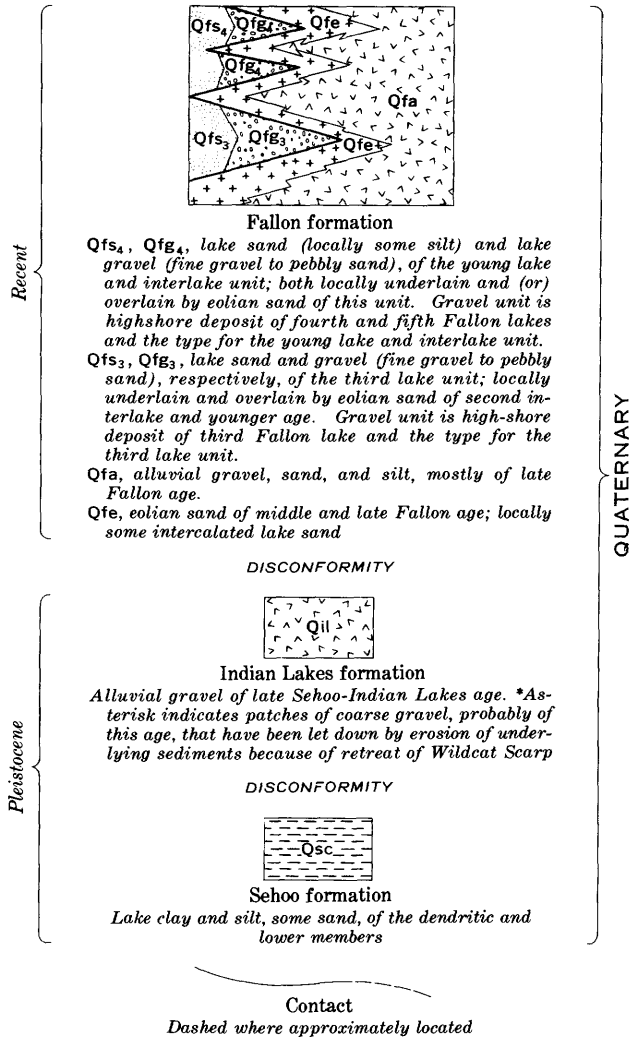 Qfs4
Qfg4
Qfe
Qfg4
Qfa
Qfs3
Qfg3
Qfe
Fallon formation
Qfs4, Qfg4, lake sand (locally some silt) and lake
gravel (fine gravel to pebbly sand), of the young lake
and interlake unit; both locally underlain and (or)
overlain by eolian sand of this unit. Gravel unit is
highshore deposit of fourth and fifth Fallon lakes
and the type for the young lake and interlake unit.
Qfs3, Qfg3, lake sand and gravel (fine gravel to pebbly
sand), respectively, of the third lake unit; locally
underlain and overlain by eolian sand of second in-
terlake and younger age. Gravel unit is high-shore
deposit of third Fallon lake and the type for the
third lake unit.
Qfa, alluvial gravel, sand, and silt, mostly of late
Fallon age.
Qfe, eolian sand of middle and late Fallon age; locally
some intercalated lake sand
Recent
DISCONFORMITY
Qil
Indian Lakes formation
Alluvial gravel of late Sehoo-Indian Lakes age. *As-
terisk indicates patches of coarse gravel, probably of
this age, that have been let down by erosion of under-
lying sediments because of retreat of Wildcat Scarp
DISCONFORMITY
Qsc
Sehoo formation
Lake clay and silt, some sand, of the dendritic and
lower members
Pleistocene
QUATERNARY
Contact
Dashed where approximately located